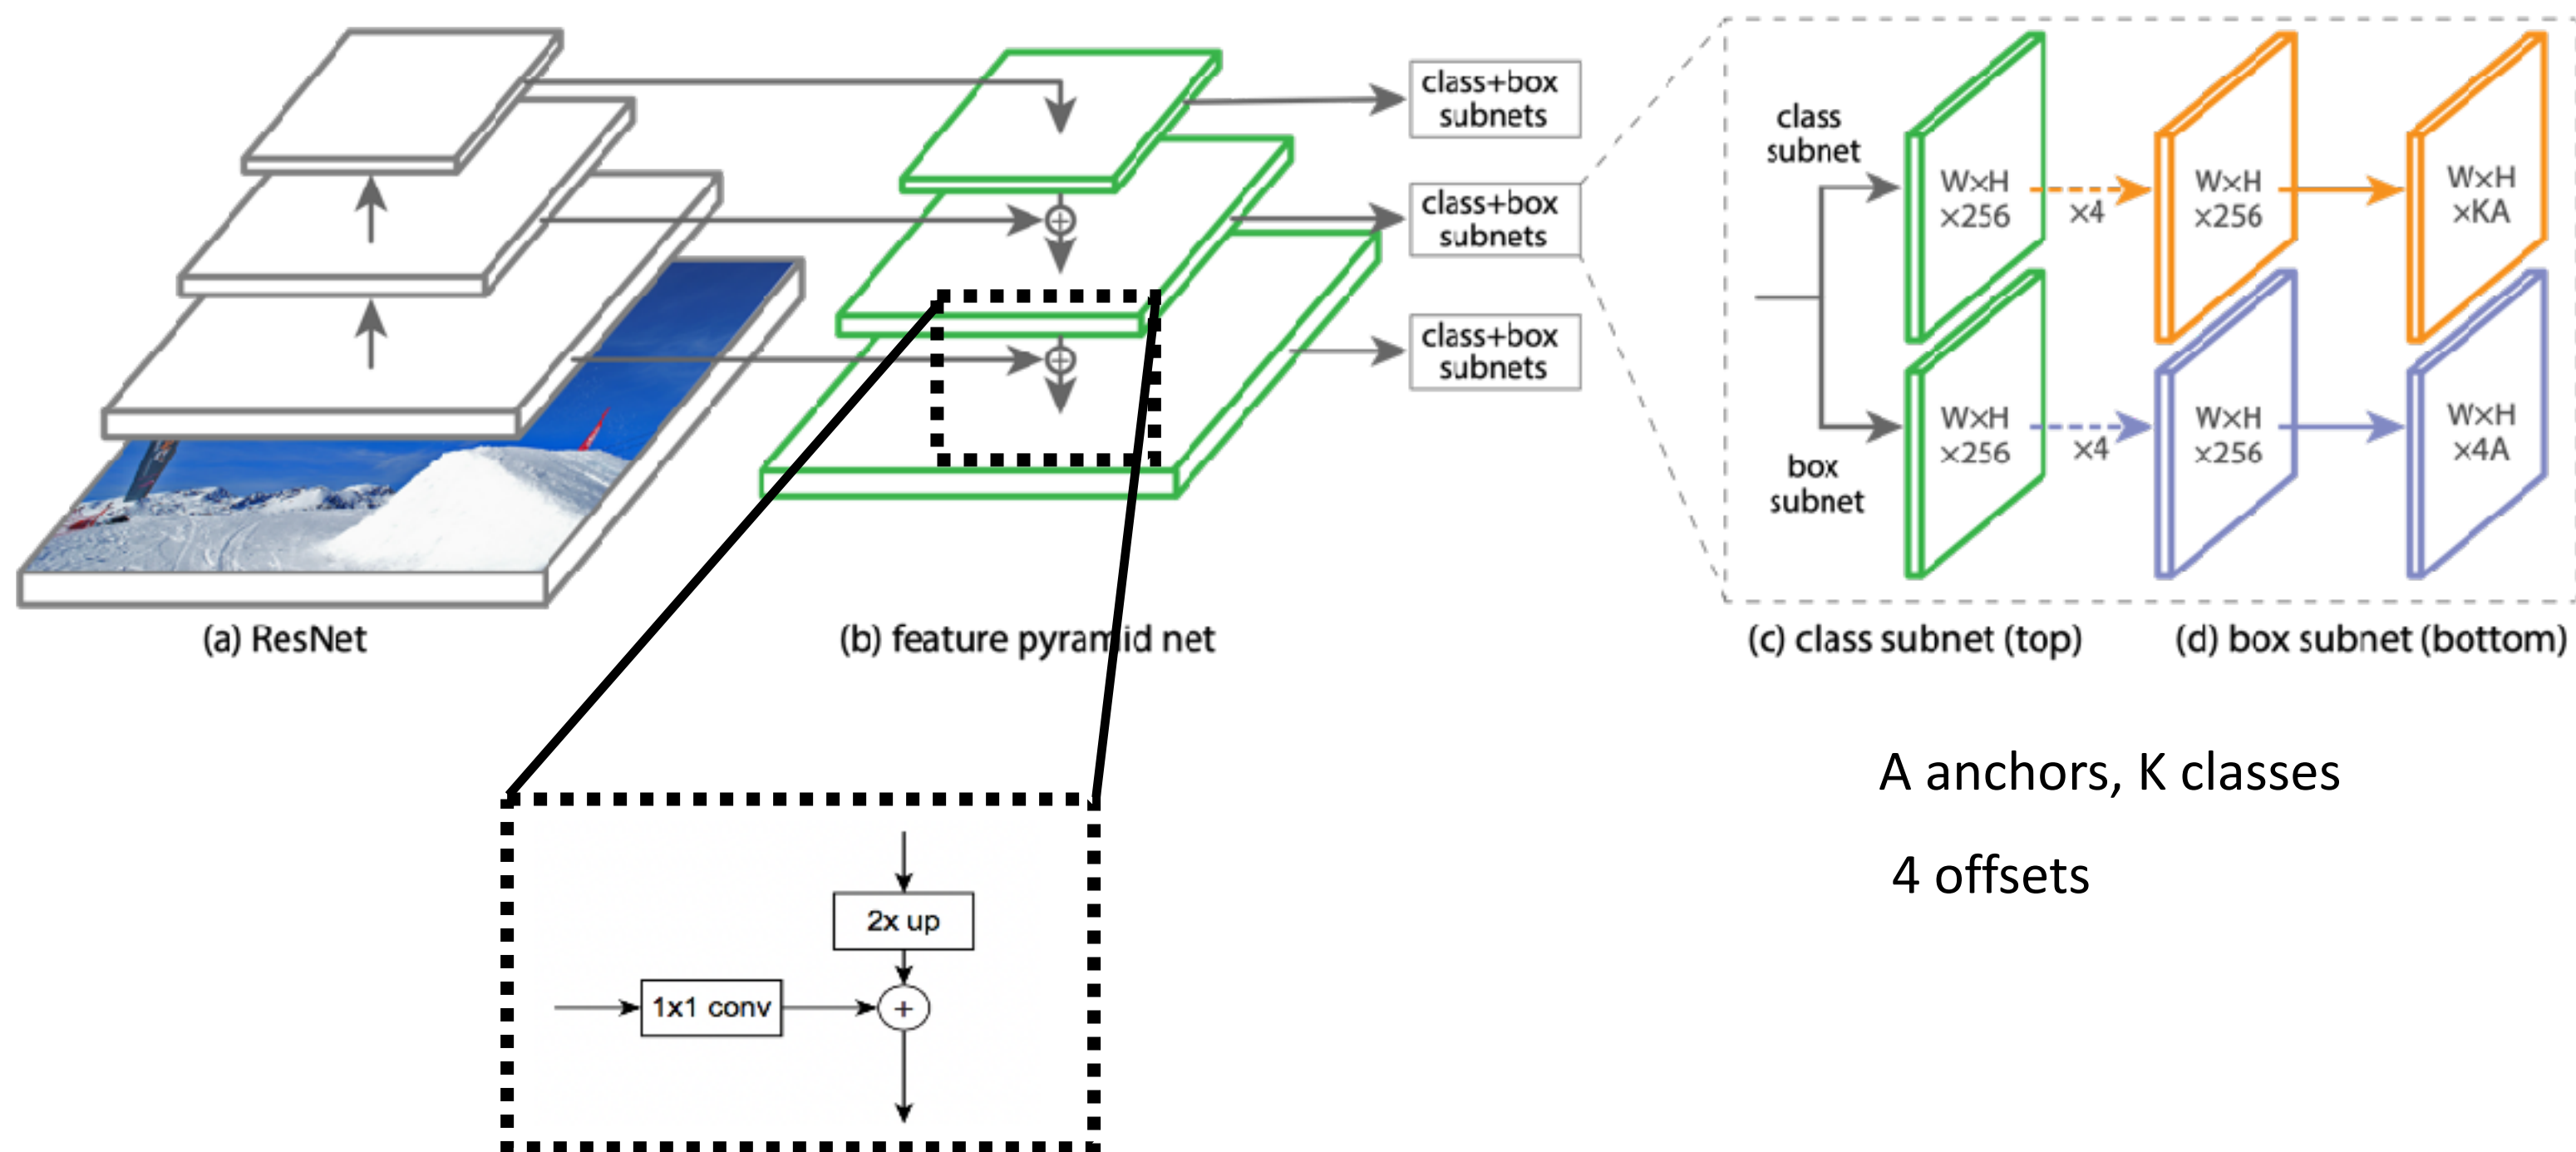 class+box
subnets
class+box
subnets
class+box
subnets
class
subnet
W×H
×256
×4
W×H
×256
W×H
×KA
box
subnet
W×H
×256
×4
W×H
×256
W×H
×4A
(a) ResNet
(b) feature pyramid net
(c) class subnet (top)
(d) box subnet (bottom)
A anchors, K classes
4 offsets
2x up
1x1 conv
+